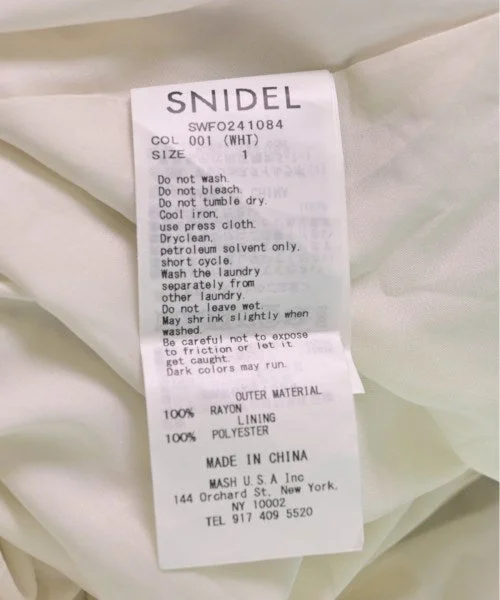 SNIDEL
SWFO241084
COL 001 (WHT)
SIZE 1
Do not wash.
Do not bleach.
Do not tumble dry.
Cool iron,
use press cloth.
Dryclean,
petroleum solvent only.
short cycle.
Wash the laundry
separately from
other laundry.
Do not leave wet.
May shrink slightly when
washed.
Be careful not to expose
to friction or let it
get caught.
Dark colors may run.
OUTER MATERIAL
100% RAYON
LINING
100% POLYESTER
MADE IN CHINA
MASH U.S.A Inc
144 Orchard St. New York.
NY 10002
TEL 917 409 5520